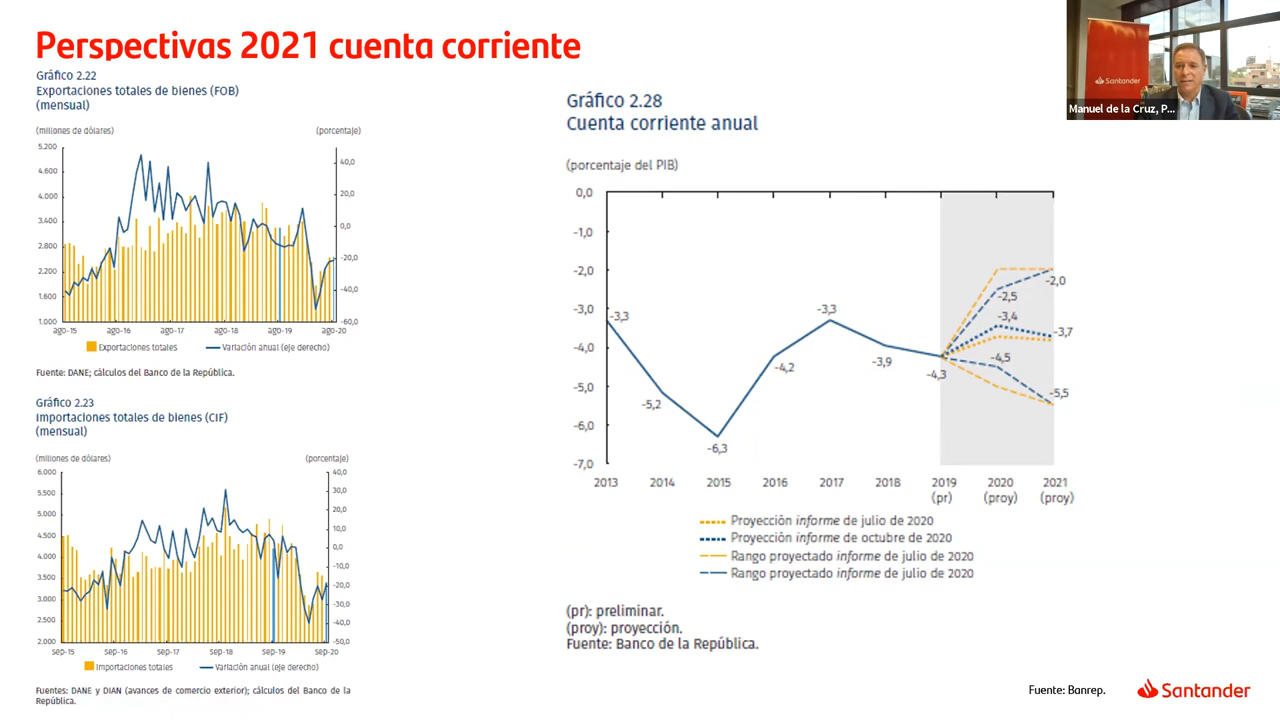 Perspectivas 2021 cuenta corriente
Gráfico 2.22
Exportaciones totales de bienes (FOB)
(mensual)
(millones de dólares)
(porcentaje)
5.200
4.600
4.000
3.400
2.800
2.200
1.600
1.000
40,0
20,0
0,0
-20,0
-40,0
-60,0
ago-15
ago-16
ago-17
ago-18
ago-19
ago-20
Exportaciones totales
Variación anual (eje derecho)
Fuente: DANE; cálculos del Banco de la República.
Gráfico 2.23
Importaciones totales de bienes (CIF)
(mensual)
(millones de dólares)
(porcentaje)
6.000
5.500
5.000
4.500
4.000
3.500
3.000
2.500
2.000
40,0
30,0
20,0
10,0
0,0
-10,0
-20,0
-30,0
-40,0
-50,0
sep-15
sep-16
sep-17
sep-18
sep-19
sep-20
Importaciones totales
Variación anual (eje derecho)
Fuentes: DANE y DIAN (avances de comercio exterior); cálculos del Banco de la
República.
Gráfico 2.28
Cuenta corriente anual
(porcentaje del PIB)
0,0
-1,0
-2,0
-3,0
-4,0
-5,0
-6,0
-7,0
-3,3
-5,2
-6,3
-4,2
-3,3
-3,9
-4,3
-2,5
-3,4
-4,5
-2,0
-3,7
-5,5
2013
2014
2015
2016
2017
2018
2019
(pr)
2020
(proy)
2021
(proy)
Proyección informe de julio de 2020
Proyección informe de octubre de 2020
Rango proyectado informe de julio de 2020
Rango proyectado informe de julio de 2020
(pr): preliminar.
(proy): proyección.
Fuente: Banco de la República.
Santander
Manuel de la Cruz, P...
Fuente: Banrep.
Santander